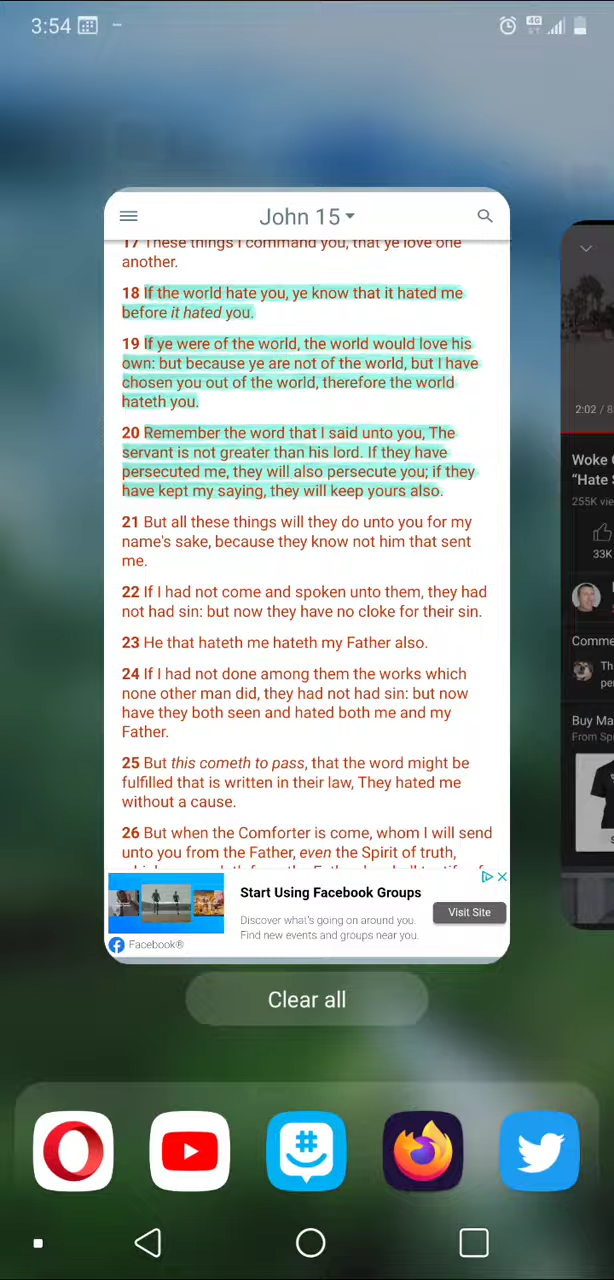 3:54
4G
John 15
17 These things I command you, that ye love one
another.
18 If the world hate you, ye know that it hated me
before it hated you.
19 If ye were of the world, the world would love his
own: but because ye are not of the world, but I have
chosen you out of the world, therefore the world
hateth you.
20 Remember the word that I said unto you, The
servant is not greater than his lord. If they have
persecuted me, they will also persecute you; if they
have kept my saying, they will keep yours also.
21 But all these things will they do unto you for my
name's sake, because they know not him that sent
me.
22 If I had not come and spoken unto them, they had
not had sin: but now they have no cloke for their sin.
23 He that hateth me hateth my Father also.
24 If I had not done among them the works which
none other man did, they had not had sin: but now
have they both seen and hated both me and my
Father.
25 But this cometh to pass, that the word might be
fulfilled that is written in their law, They hated me
without a cause.
26 But when the Comforter is come, whom I will send
unto you from the Father, even the Spirit of truth,
Start Using Facebook Groups
Discover what's going on around you.
Find new events and groups near you.
Visit Site
Facebook®
2:02 / 8
Woke
"Hate
255K vie
33K
Comme
Th
pe
Buy Ma
From Sp
Clear all